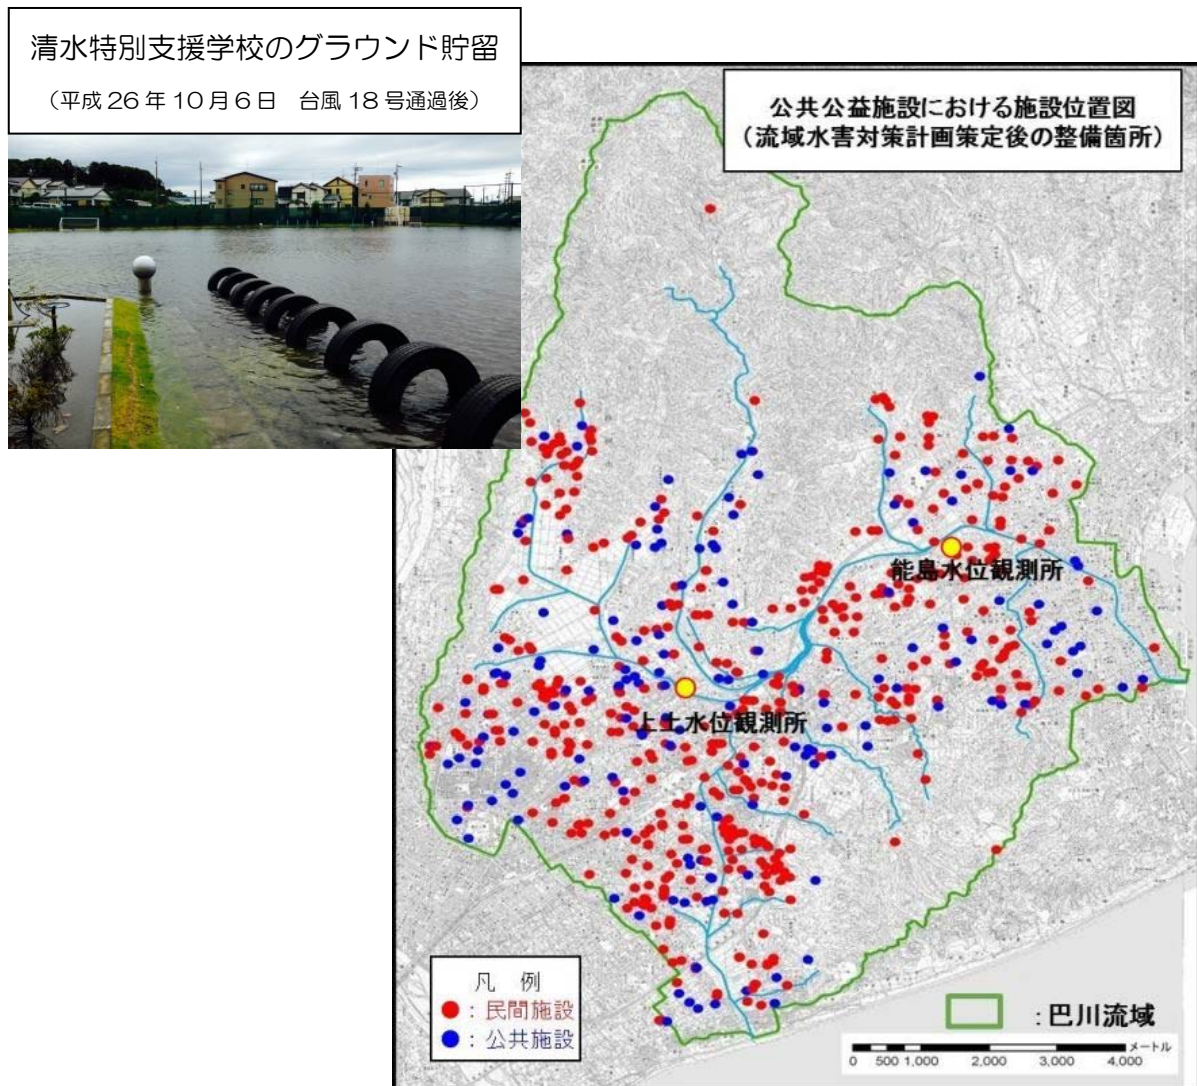 清水特別支援学校のグラウンド貯留
（平成26年10月6日　台風18号通過後）
公共公益施設における施設位置図
（流域水害対策計画策定後の整備箇所）
能島水位観測所
上土水位観測所
凡　例
：民間施設
：公共施設
：巴川流域
メートル
0 500 1,000 2,000 3,000 4,000